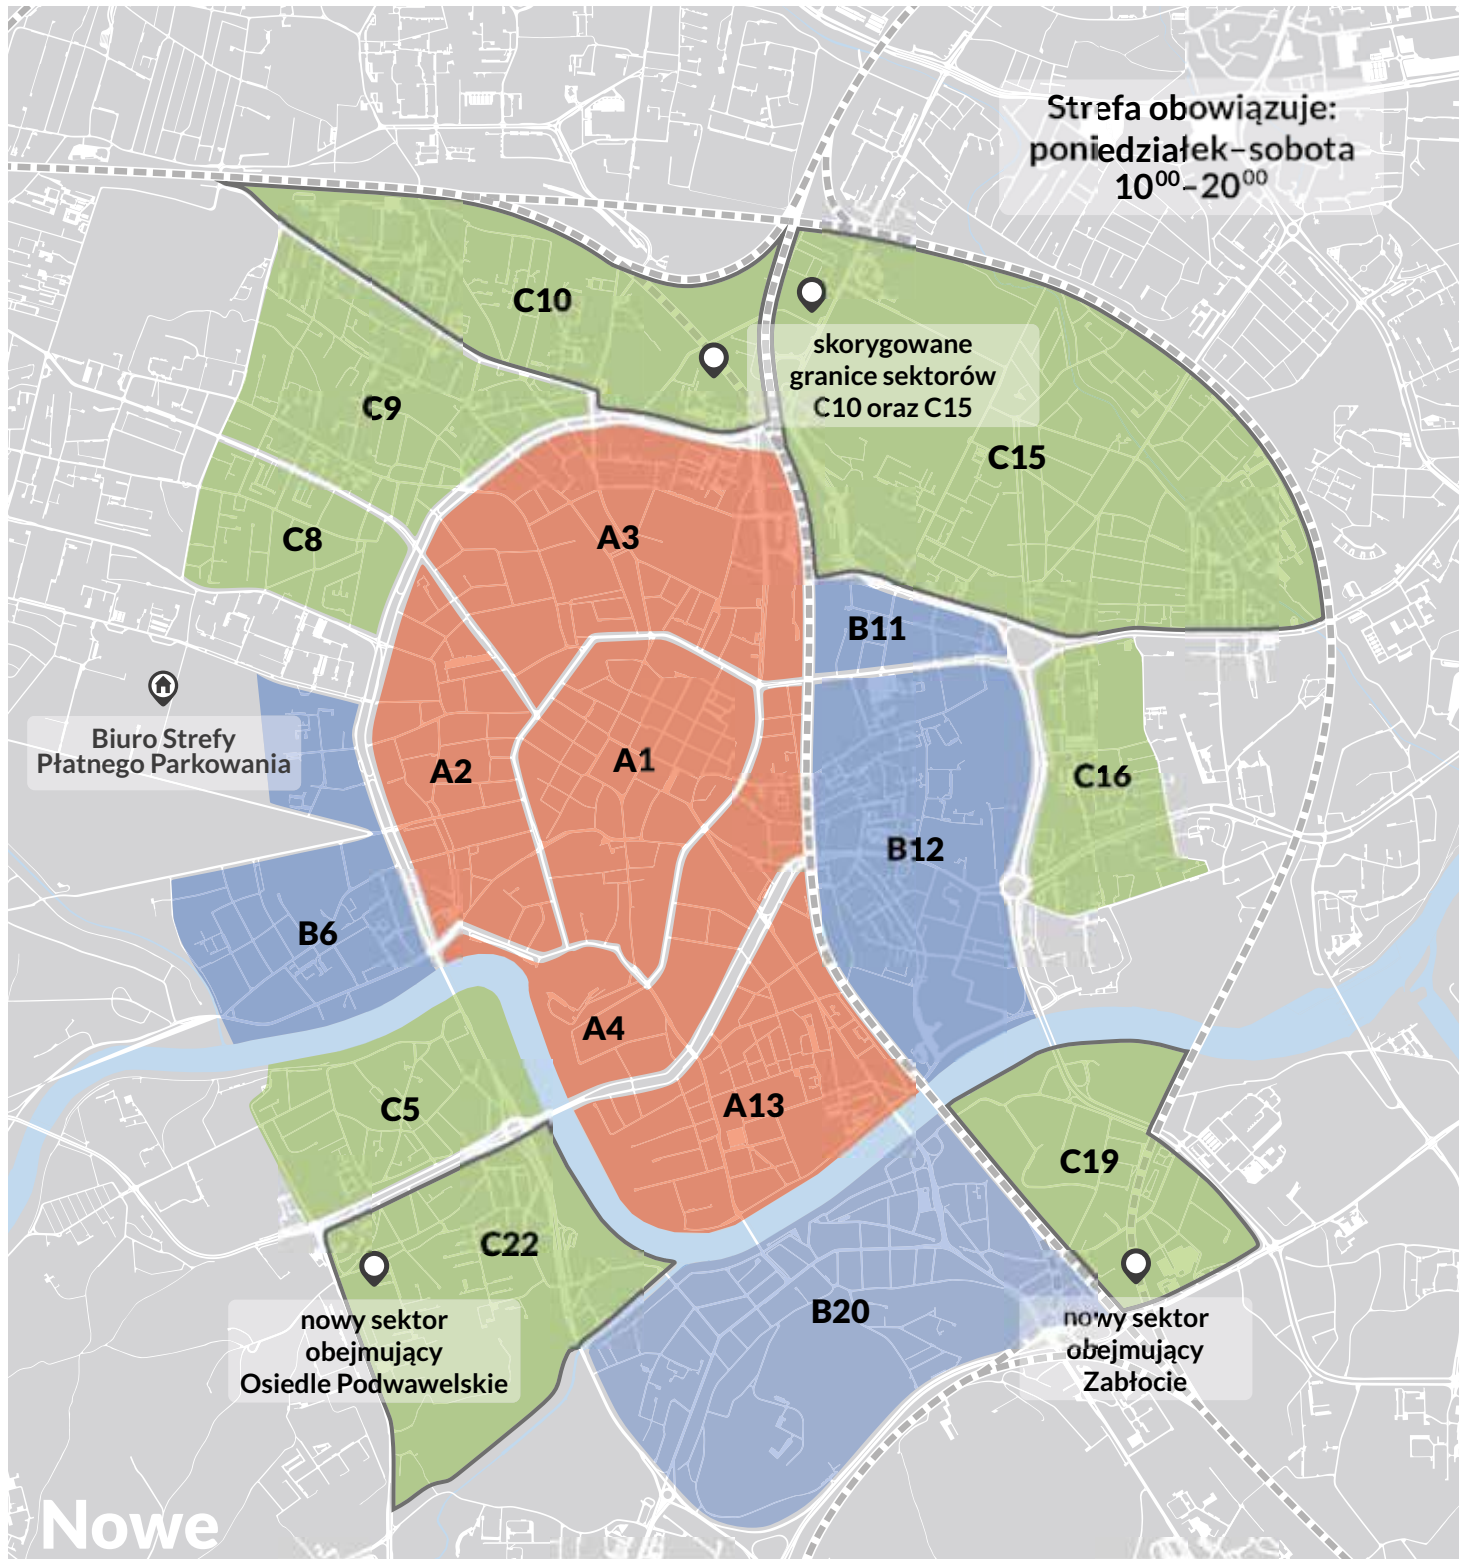 Strefa obowiązuje:
poniedziałek–sobota
10⁰⁰–20⁰⁰
C10
skorygowane
granice sektorów
C10 oraz C15
C9
C15
C8
A3
B11
Biuro Strefy
Płatnego Parkowania
A2
A1
C16
B12
B6
A4
C5
A13
C19
C22
B20
nowy sektor
obejmujący
Osiedle Podwawelskie
nowy sektor
obejmujący
Zabłocie
Nowe